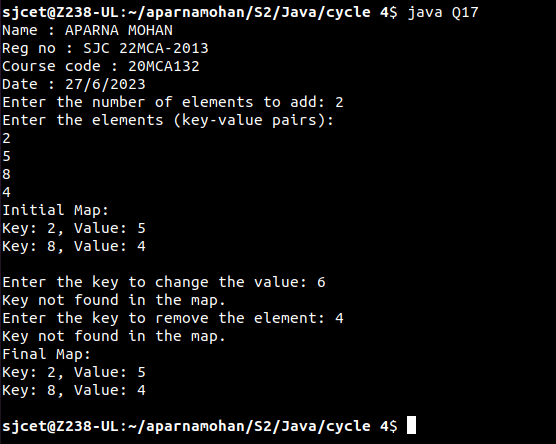 sjcet@Z238-UL:~/aparnamohan/S2/Java/cycle 4$ java Q17
Name : APARNA MOHAN
Reg no : SJC 22MCA-2013
Course code : 20MCA132
Date : 27/6/2023
Enter the number of elements to add: 2
Enter the elements (key-value pairs):
2
5
8
4
Initial Map:
Key: 2, Value: 5
Key: 8, Value: 4
Enter the key to change the value: 6
Key not found in the map.
Enter the key to remove the element: 4
Key not found in the map.
Final Map:
Key: 2, Value: 5
Key: 8, Value: 4
sjcet@Z238-UL:~/aparnamohan/S2/Java/cycle 4$